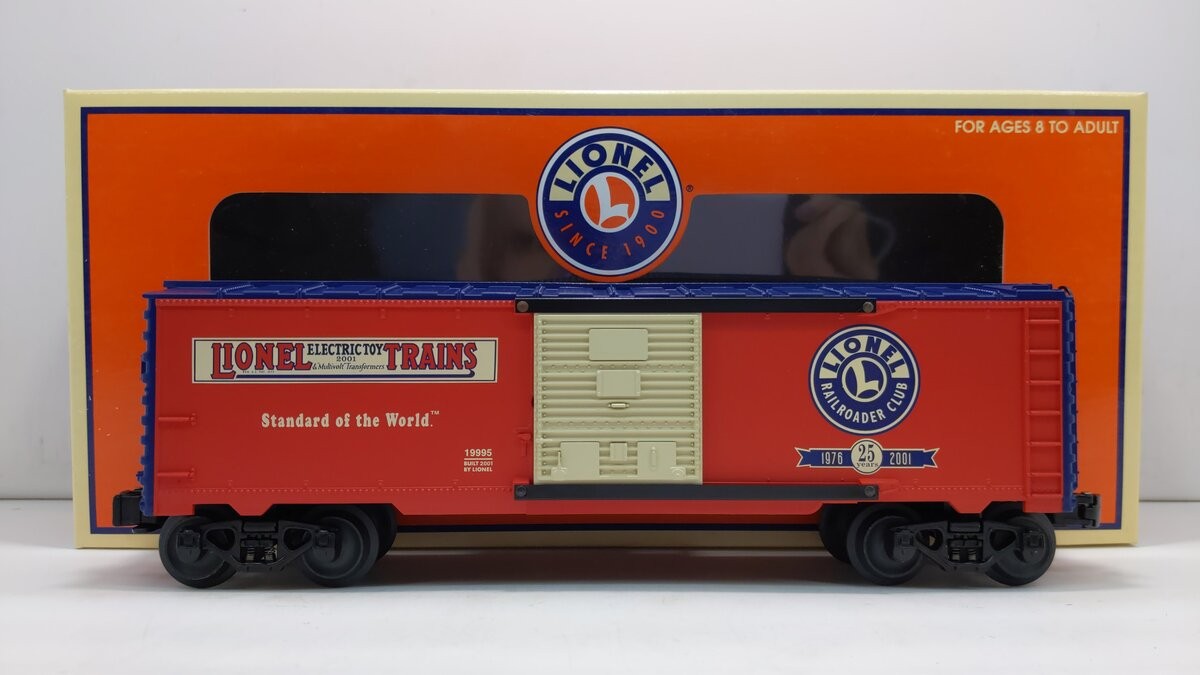 FOR AGES 8 TO ADULT
LIONEL
L
SINCE 1900
®
LIONEL ELECTRIC TOY TRAINS
2001
& Multivolt Transformers
Standard of the World.™
19995
BUILT 2001
BY LIONEL
LIONEL
L
RAILROADER CLUB
1976 25 years 2001